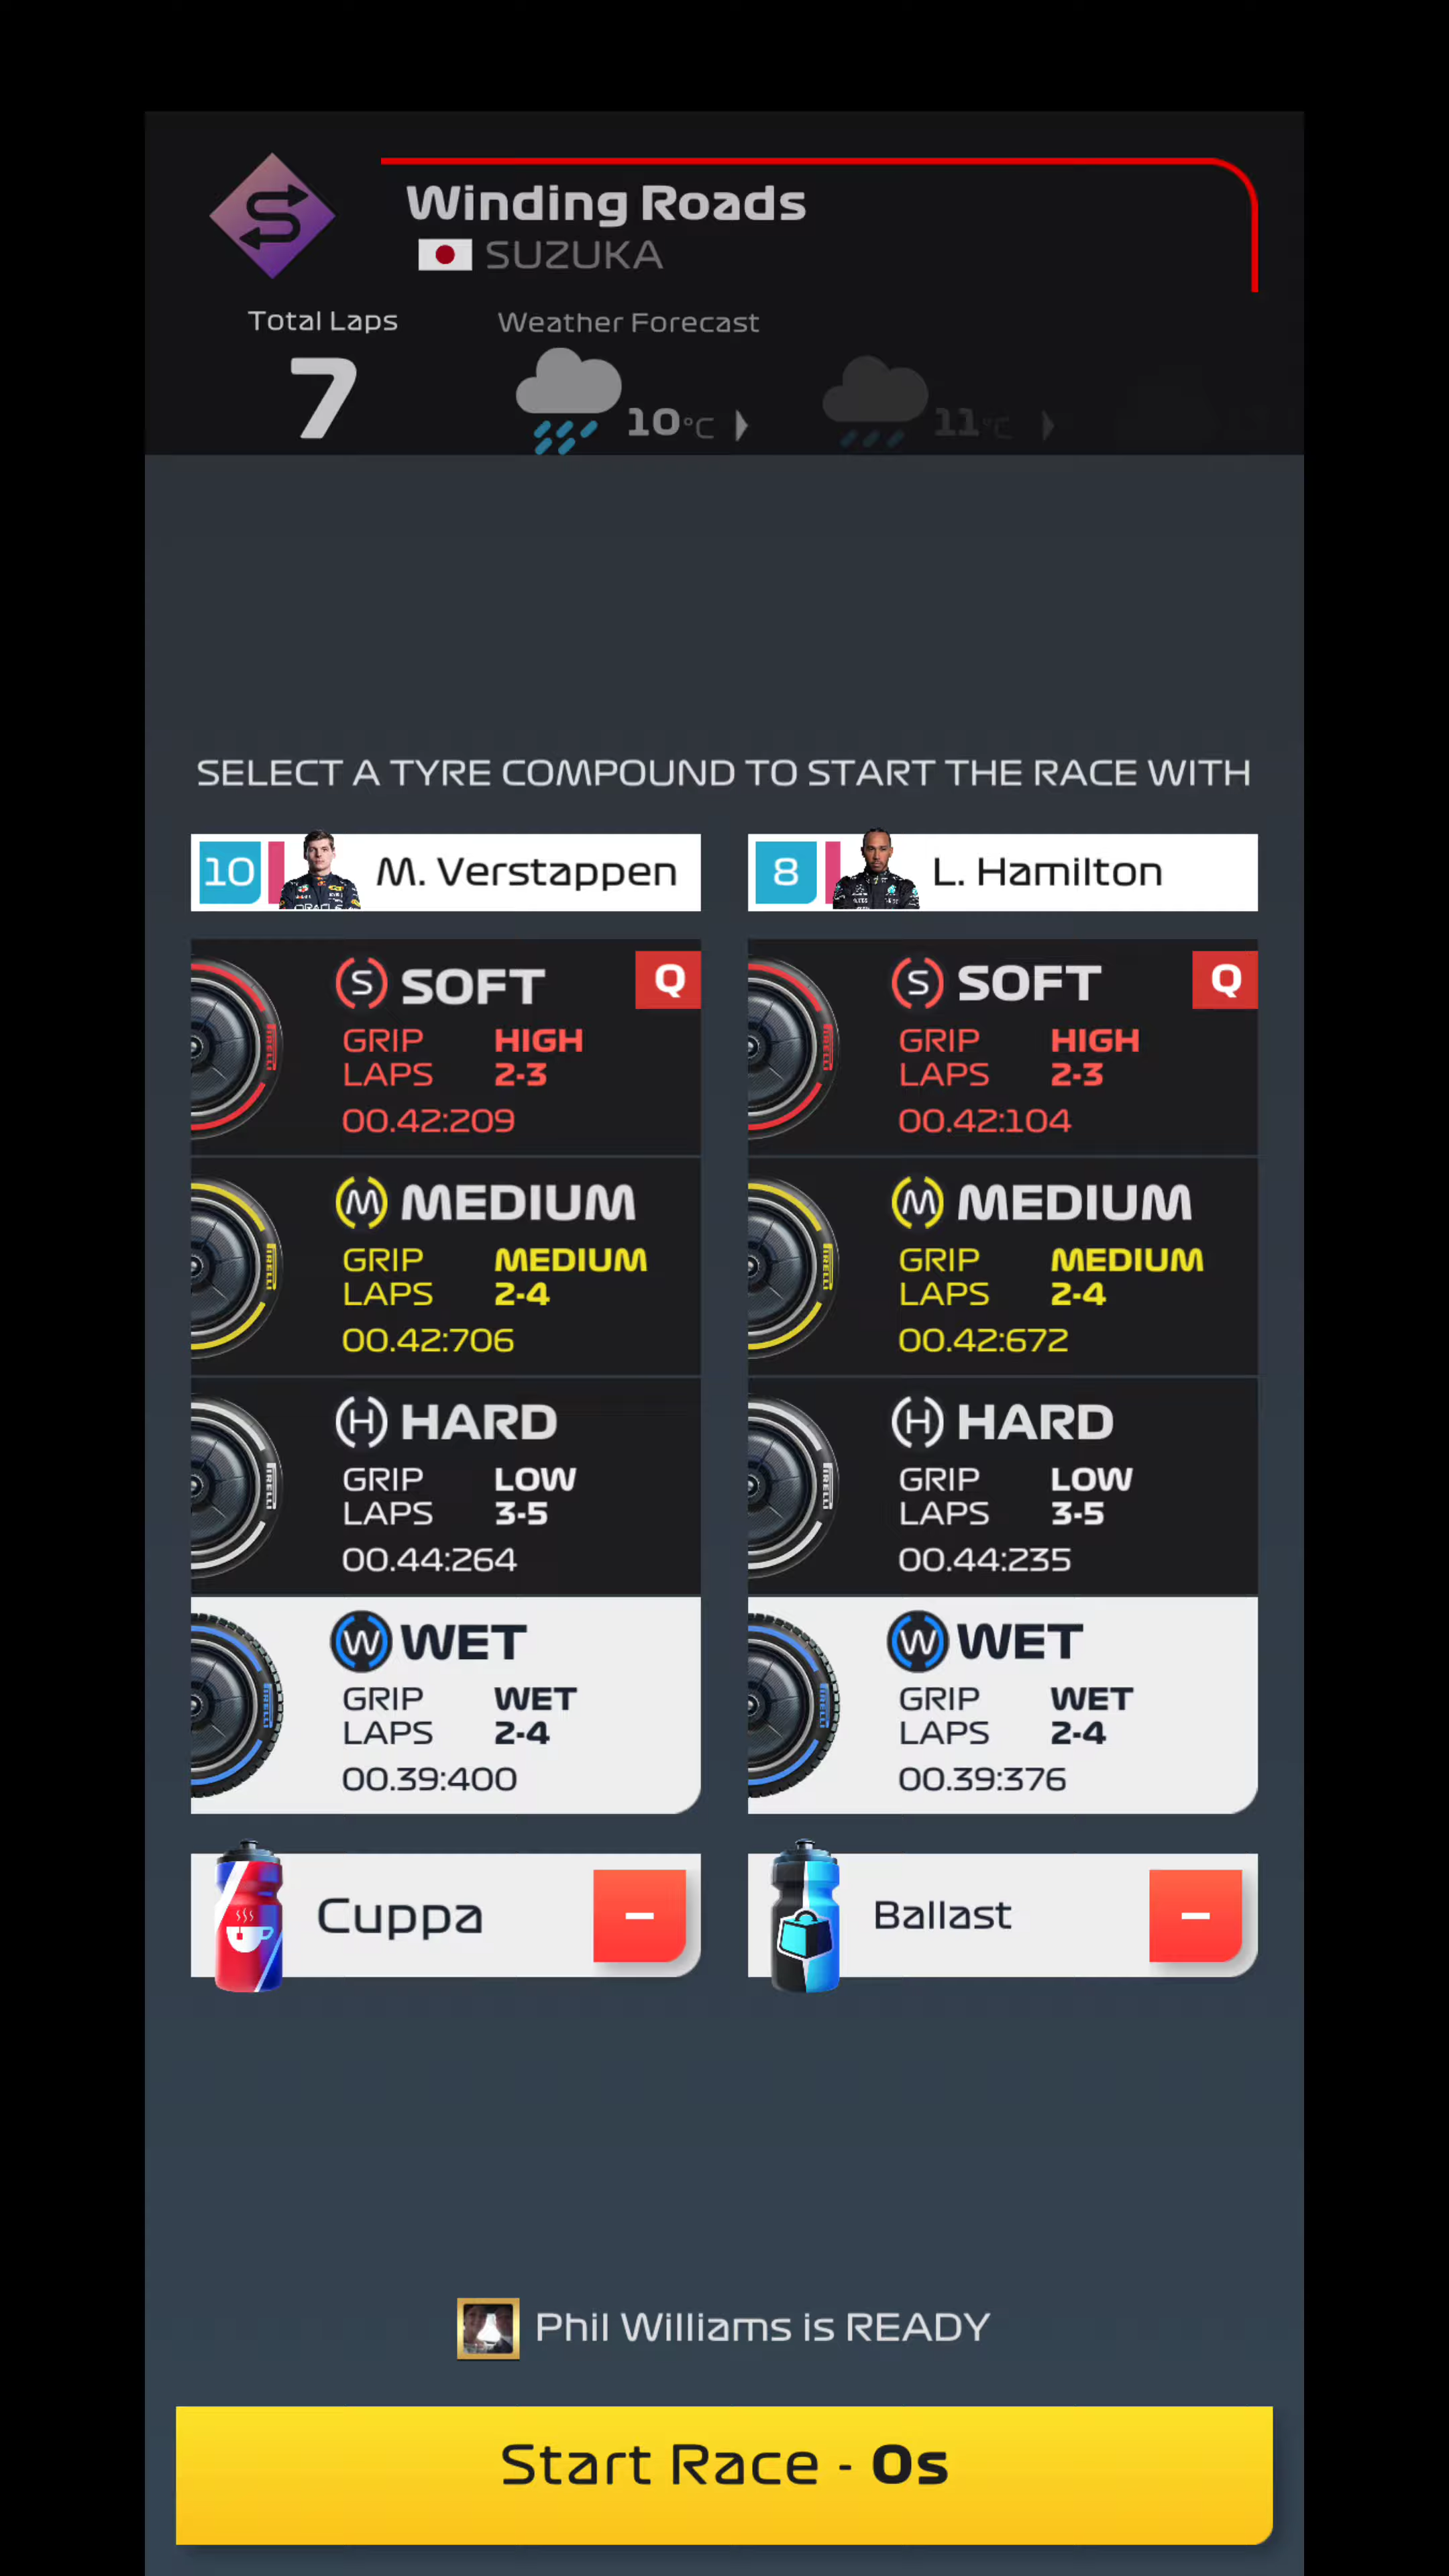 Winding Roads
SUZUKA
Total Laps
Weather Forecast
7
10°C
11°C
SELECT A TYRE COMPOUND TO START THE RACE WITH
10 M. Verstappen
8 L. Hamilton
S SOFT Q
GRIP HIGH
LAPS 2-3
00.42:209
S SOFT Q
GRIP HIGH
LAPS 2-3
00.42:104
M MEDIUM
GRIP MEDIUM
LAPS 2-4
00.42:706
M MEDIUM
GRIP MEDIUM
LAPS 2-4
00.42:672
H HARD
GRIP LOW
LAPS 3-5
00.44:264
H HARD
GRIP LOW
LAPS 3-5
00.44:235
W WET
GRIP WET
LAPS 2-4
00.39:400
W WET
GRIP WET
LAPS 2-4
00.39:376
Cuppa
Ballast
Phil Williams is READY
Start Race - 0s